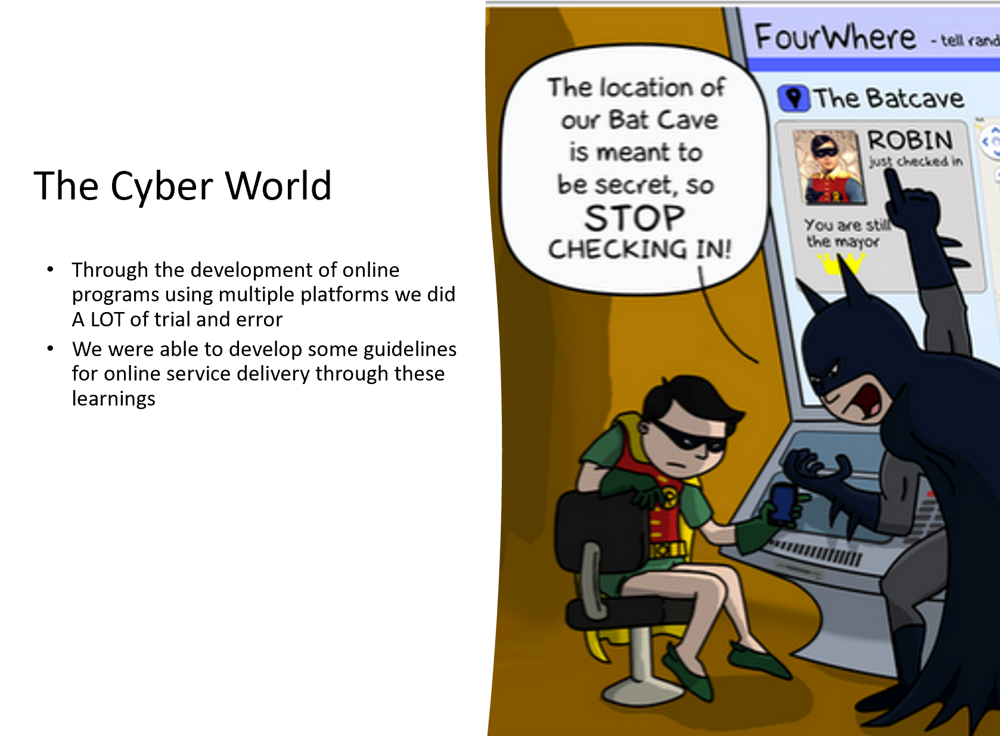 The Cyber World
• Through the development of online
programs using multiple platforms we did
A LOT of trial and error
• We were able to develop some guidelines
for online service delivery through these
learnings
The location of
our Bat Cave
is meant to
be secret, so
STOP
CHECKING IN!
FourWhere - tell rand
The Batcave
ROBIN
just checked in
You are still
the mayor